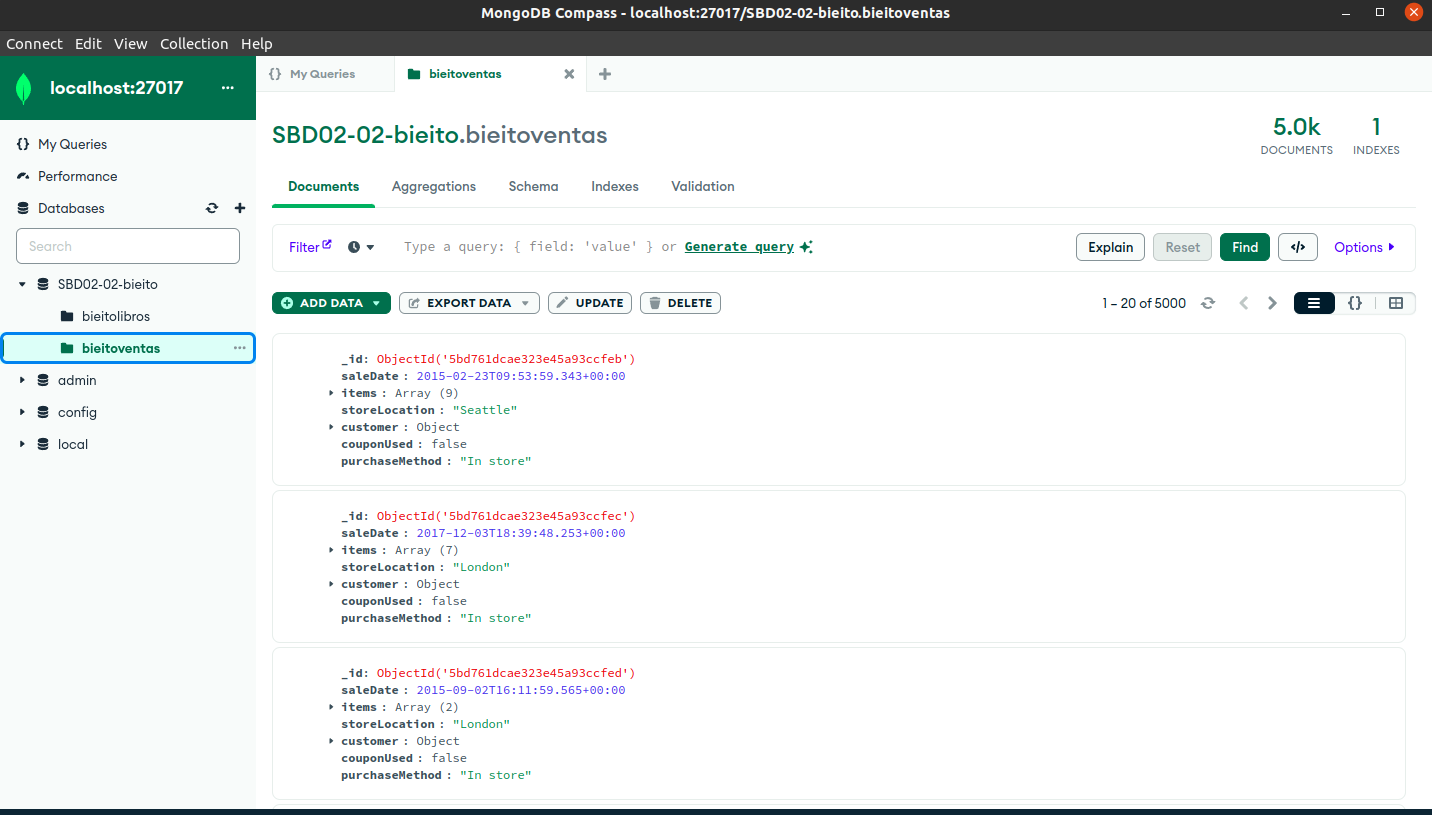 MongoDB Compass - localhost:27017/SBD02-02-bieito.bieitoventas
Connect Edit View Collection Help
localhost:27017 ...
{} My Queries
bieitoventas
My Queries
Performance
Databases
Search
SBD02-02-bieito
bieitolibros
bieitoventas
admin
config
local
SBD02-02-bieito.bieitoventas
5.0k
DOCUMENTS
1
INDEXES
Documents Aggregations Schema Indexes Validation
Filter Type a query: { field: 'value' } or Generate query Explain Reset Find </> Options
ADD DATA EXPORT DATA UPDATE DELETE 1 – 20 of 5000 {}
_id: ObjectId('5bd761dcae323e45a93ccfeb')
saleDate : 2015-02-23T09:53:59.343+00:00
items : Array (9)
storeLocation : "Seattle"
customer : Object
couponUsed : false
purchaseMethod : "In store"
_id: ObjectId('5bd761dcae323e45a93ccfec')
saleDate : 2017-12-03T18:39:48.253+00:00
items : Array (7)
storeLocation : "London"
customer : Object
couponUsed : false
purchaseMethod : "In store"
_id: ObjectId('5bd761dcae323e45a93ccfed')
saleDate : 2015-09-02T16:11:59.565+00:00
items : Array (2)
storeLocation : "London"
customer : Object
couponUsed : false
purchaseMethod : "In store"